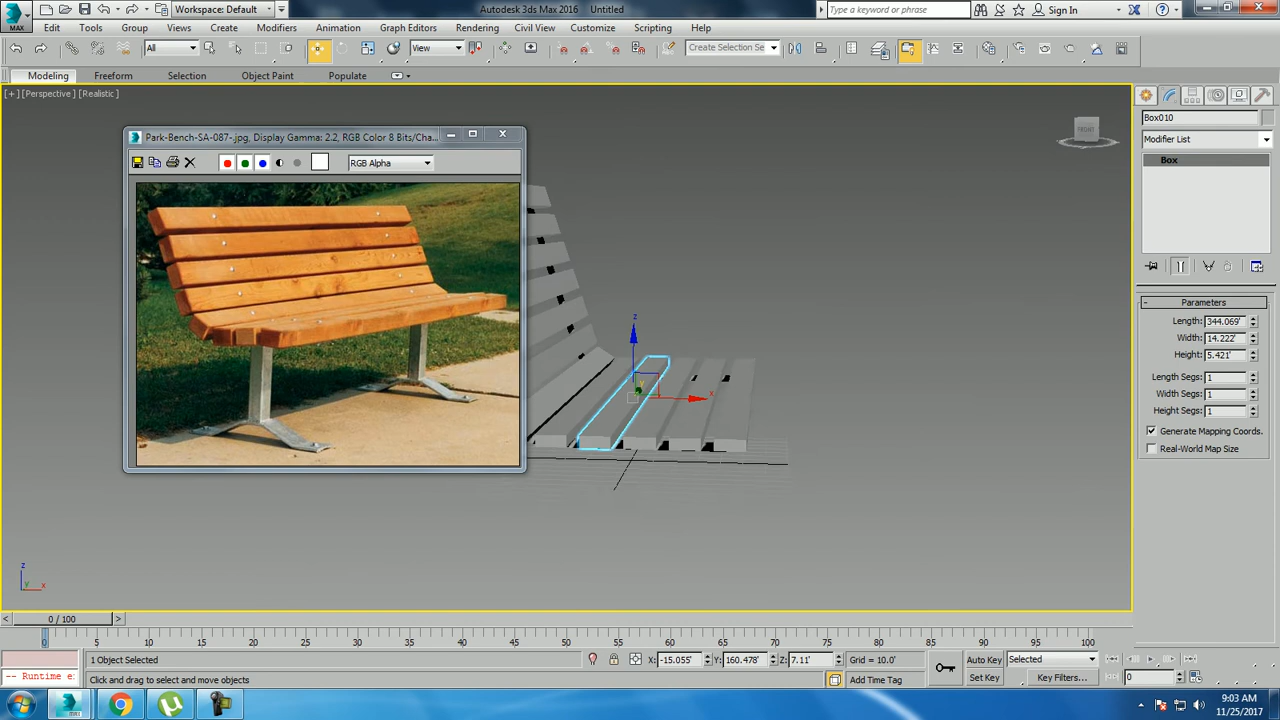 MAX
Workspace: Default
Autodesk 3ds Max 2016    Untitled
Type a keyword or phrase
Sign In
Edit  Tools  Group  Views  Create  Modifiers  Animation  Graph Editors  Rendering  Civil View  Customize  Scripting  Help
All  View  Create Selection Se
Modeling  Freeform  Selection  Object Paint  Populate
[+] [Perspective] [Realistic]
FRONT
Park-Bench-SA-087-.jpg, Display Gamma: 2.2, RGB Color 8 Bits/Cha...
RGB Alpha
z
x
y
z
y
x
Box010
Modifier List
Box
- Parameters
Length: 344.069'
Width: 14.222'
Height: 5.421'
Length Segs: 1
Width Segs: 1
Height Segs: 1
Generate Mapping Coords.
Real-World Map Size
< 0 / 100 >
0 5 10 15 20 25 30 35 40 45 50 55 60 65 70 75 80 85 90 95 100
1 Object Selected  X: -15.055'  Y: 160.478'  Z: 7.11'  Grid = 10.0'  Auto Key  Selected
-- Runtime e:  Click and drag to select and move objects  Add Time Tag  Set Key  Key Filters...  0
MAX
9:03 AM
11/25/2017